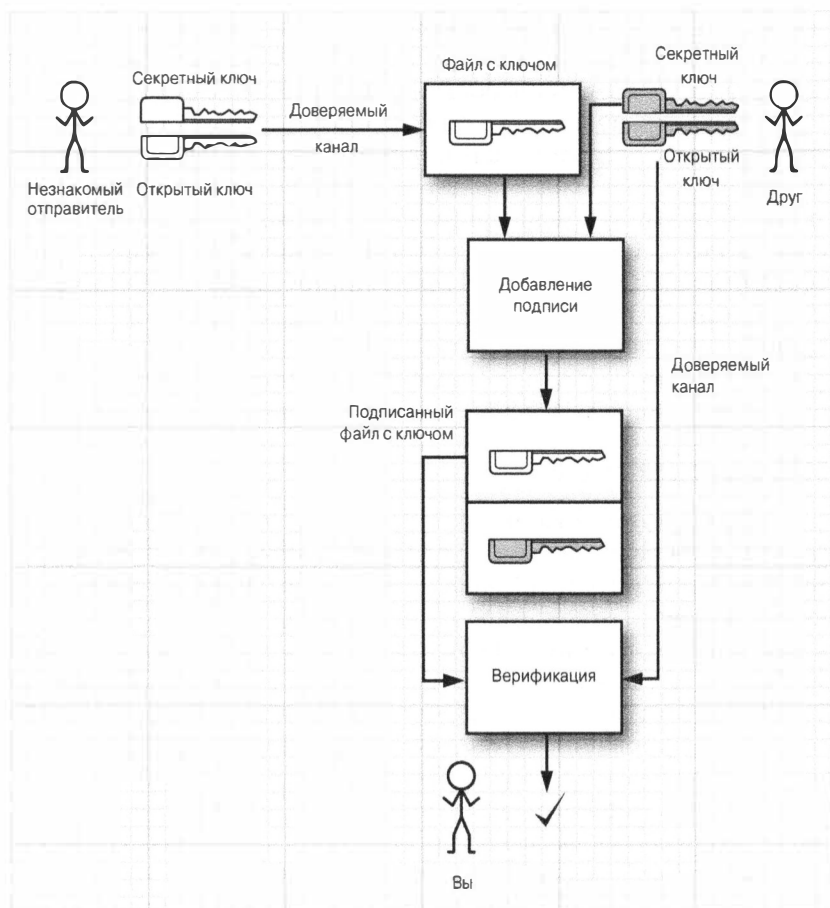 Секретный ключ
Открытый ключ
Незнакомый
отправитель
Доверяемый
канал
Файл с ключом
Секретный
ключ
Открытый
ключ
Друг
Добавление
подписи
Доверяемый
канал
Подписанный
файл с ключом
Верификация
Вы